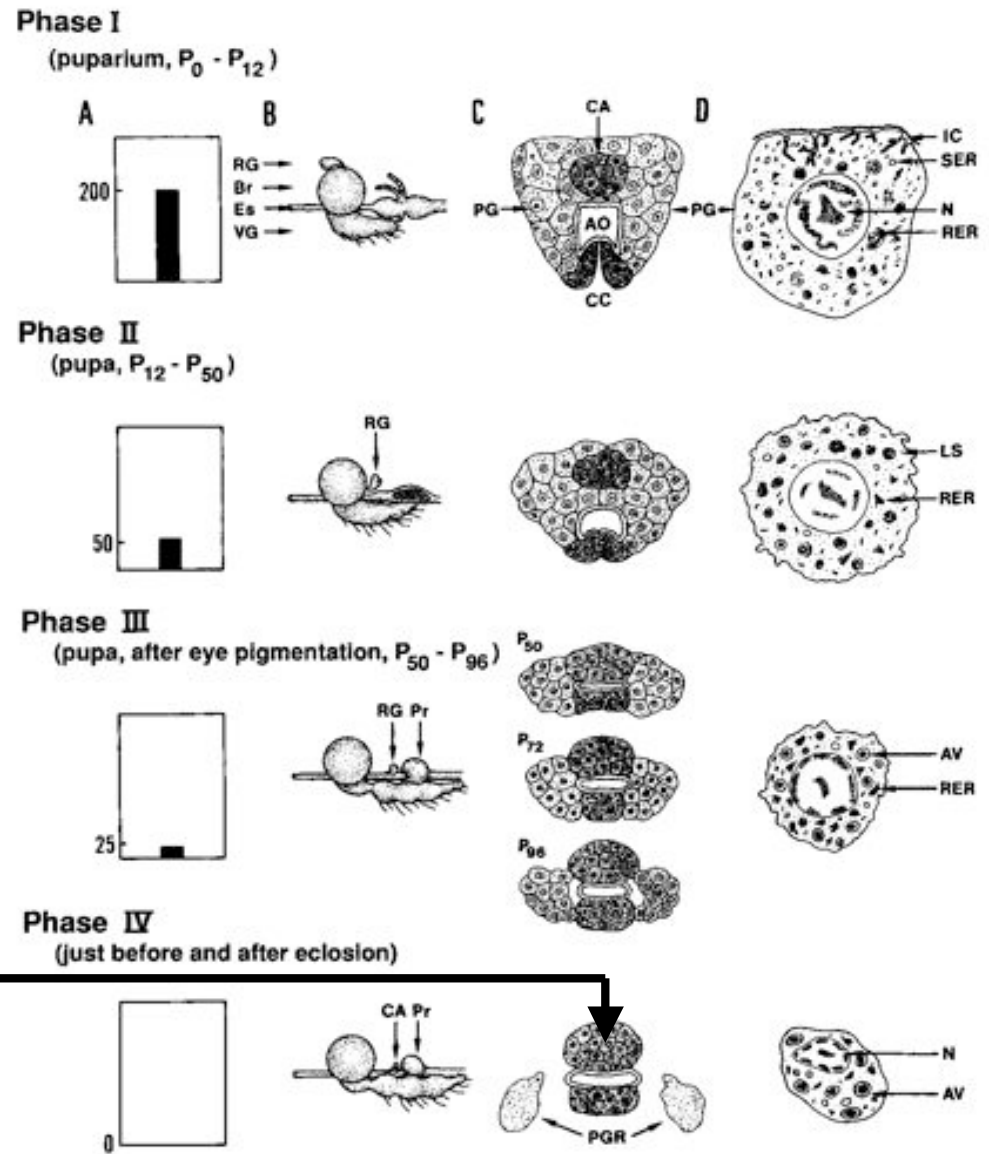 Phase I
(puparium, P0 - P12)
A B C D
CA
IC
SER
RG
Br
Es
VG
200
PG
PG
AO
N
RER
CC
Phase II
(pupa, P12 - P50)
RG
LS
RER
50
Phase III
(pupa, after eye pigmentation, P50 - P96)
P50
RG Pr
P72
AV
RER
25
P96
Phase IV
(just before and after eclosion)
CA Pr
N
AV
PGR
0